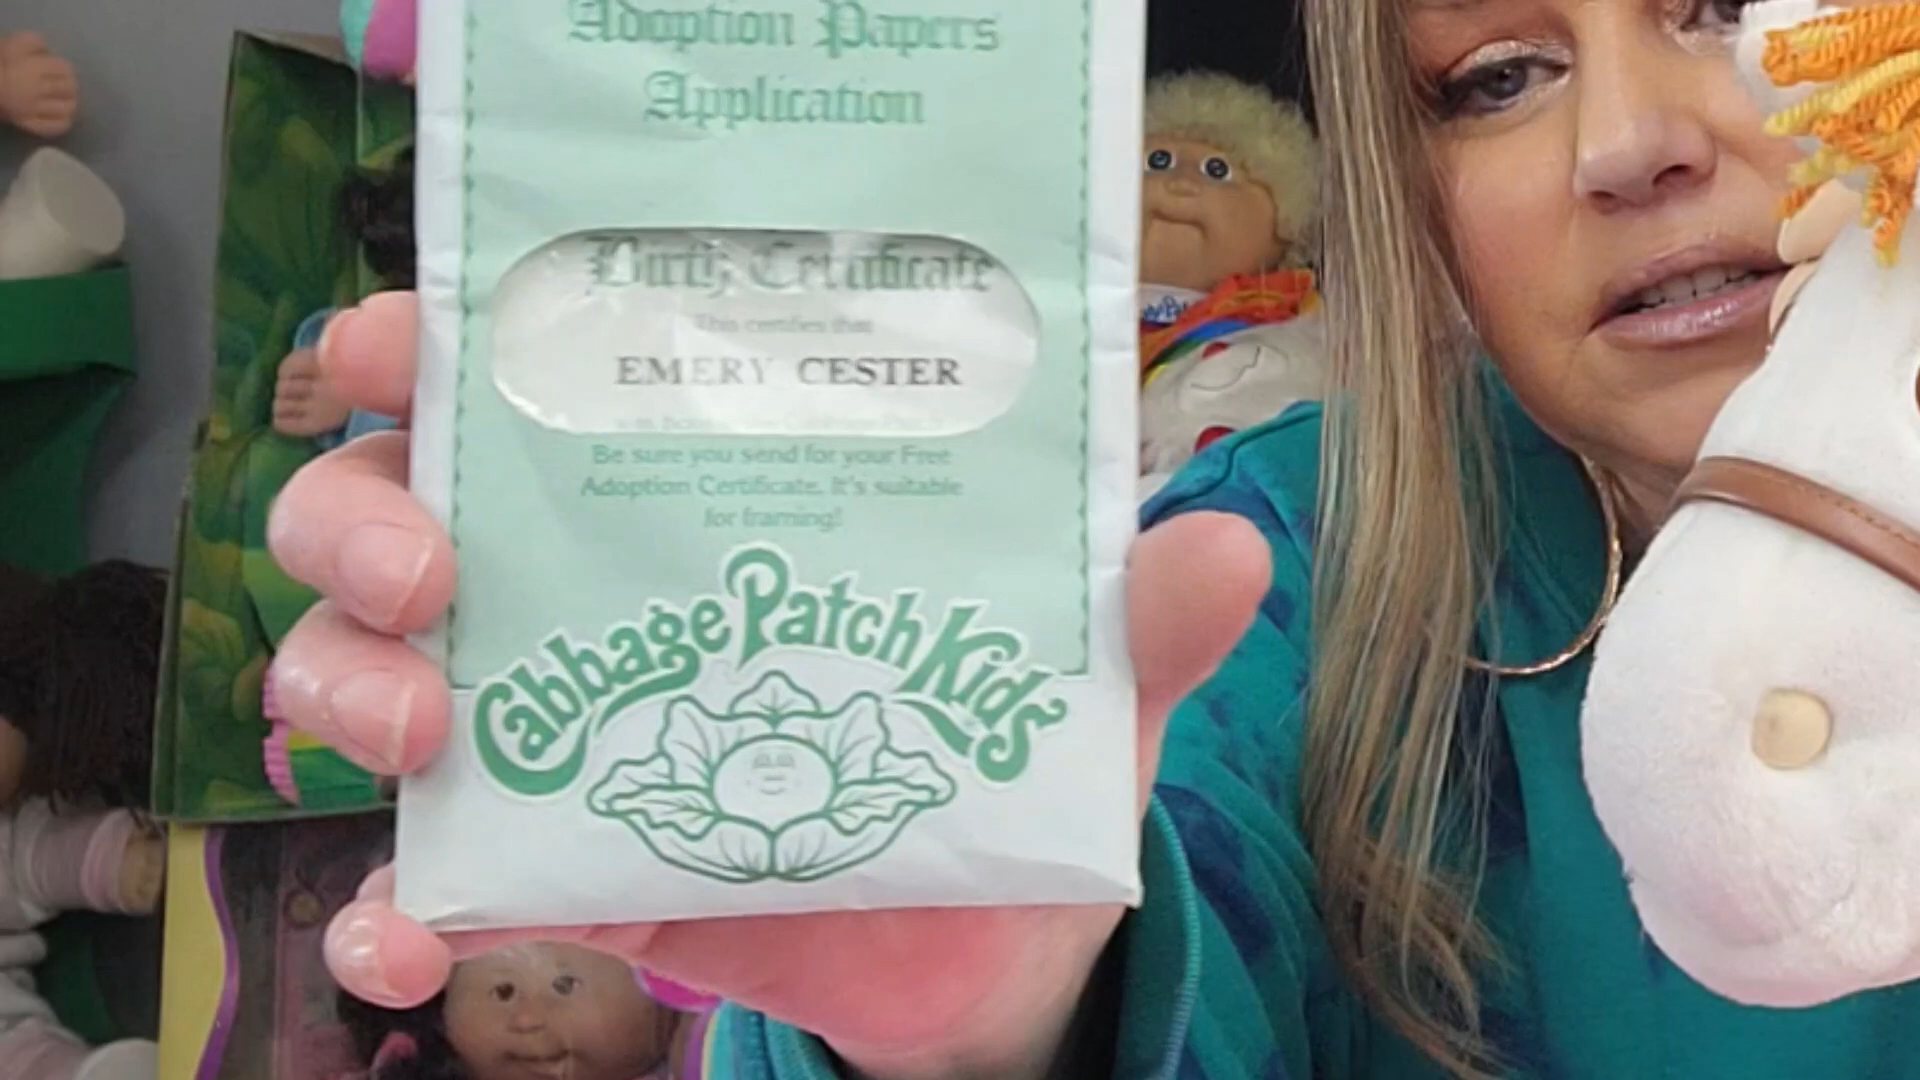 Adoption Papers
Application
Birth Certificate
This certifies that
EMERY CESTER
Be sure you send for your Free
Adoption Certificate. It's suitable
for framing!
Cabbage Patch Kids